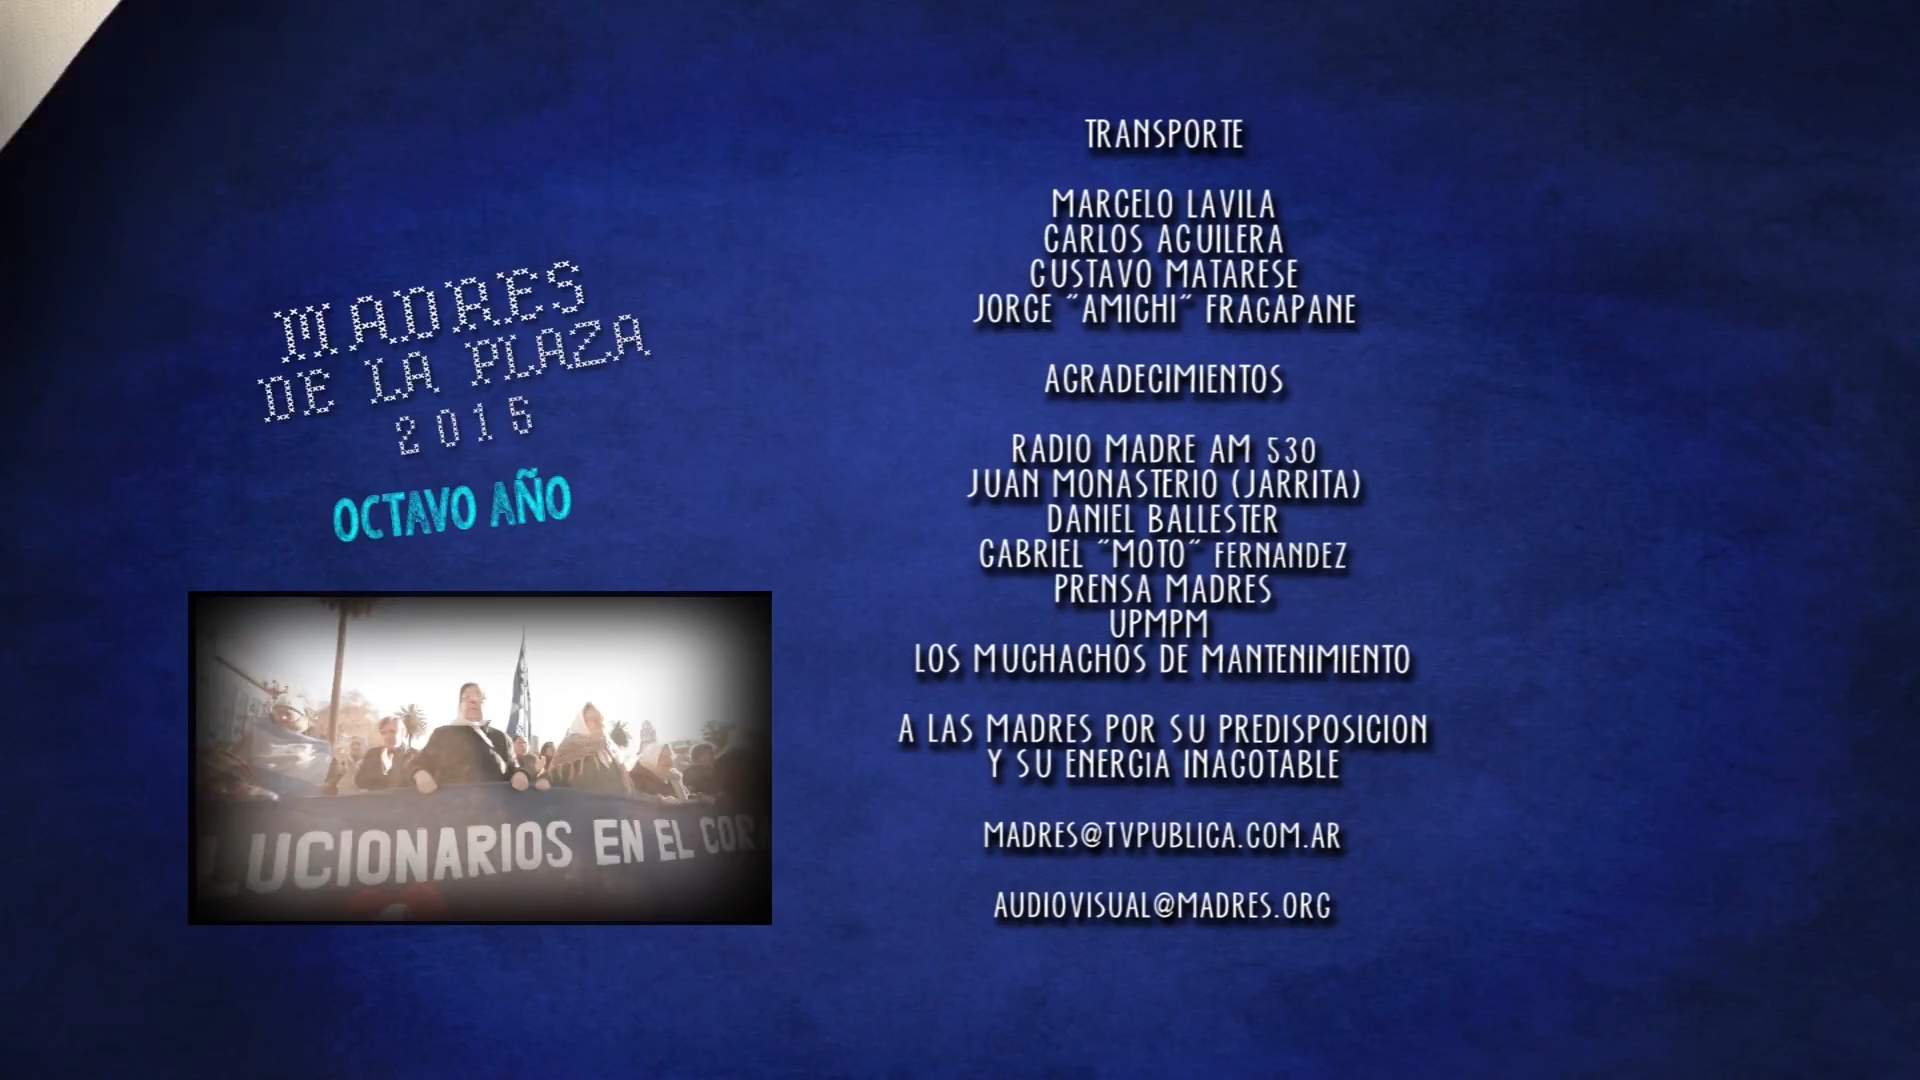 MADRES
DE LA PLAZA
2015
OCTAVO AÑO
LUCIONARIOS EN EL COR
TRANSPORTE
MARCELO LAVILA
CARLOS AGUILERA
GUSTAVO MATARESE
JORGE "AMICHI" FRAGAPANE
AGRADECIMIENTOS
RADIO MADRE AM 530
JUAN MONASTERIO (JARRITA)
DANIEL BALLESTER
GABRIEL "MOTO" FERNANDEZ
PRENSA MADRES
UPMPM
LOS MUCHACHOS DE MANTENIMIENTO
A LAS MADRES POR SU PREDISPOSICION
Y SU ENERGIA INAGOTABLE
MADRES@TVPUBLICA.COM.AR
AUDIOVISUAL@MADRES.ORG